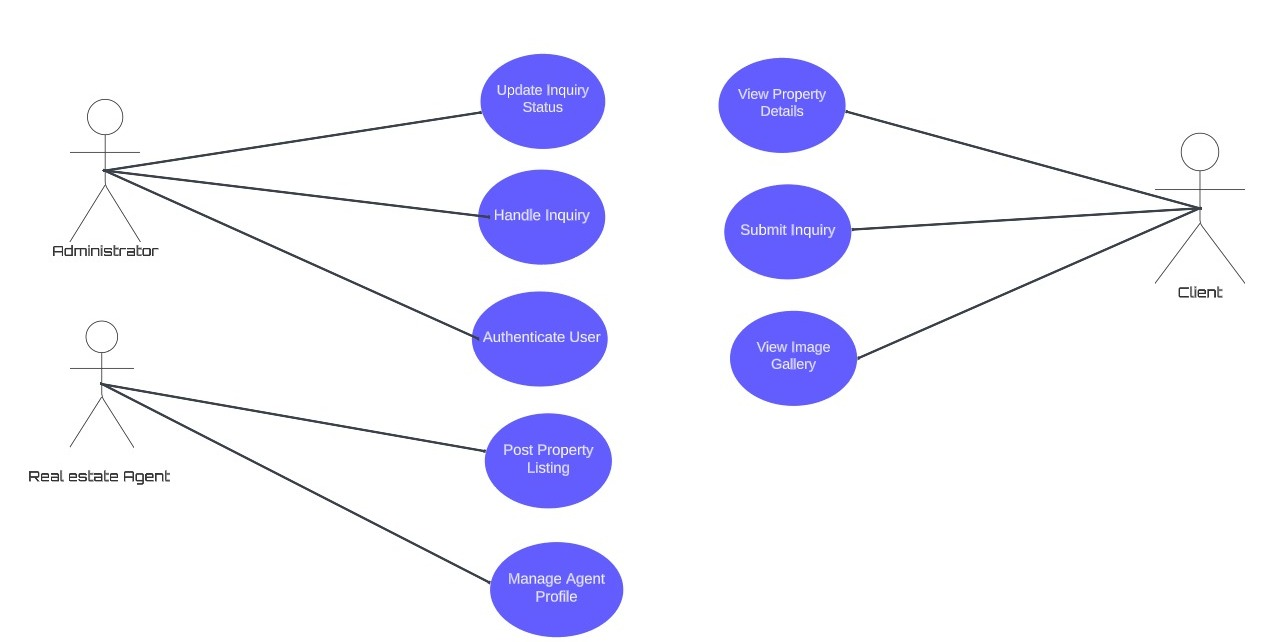 Update Inquiry
Status
Handle Inquiry
Administrator
Authenticate User
Real estate Agent
Post Property
Listing
Manage Agent
Profile
View Property
Details
Submit Inquiry
Client
View Image
Gallery